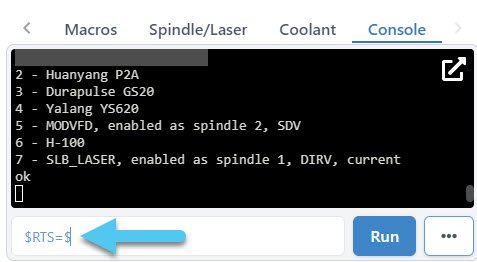 Macros Spindle/Laser Coolant Console
2 - Huanyang P2A
3 - Durapulse GS20
4 - Yalang YS620
5 - MODVFD, enabled as spindle 2, SDV
6 - H-100
7 - SLB_LASER, enabled as spindle 1, DIRV, current
ok
$RTS=$ Run